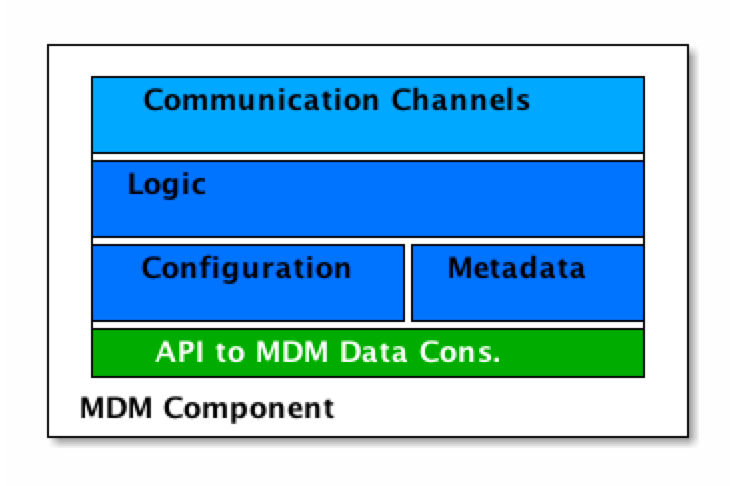 Communication Channels
Logic
Configuration
Metadata
API to MDM Data Cons.
MDM Component